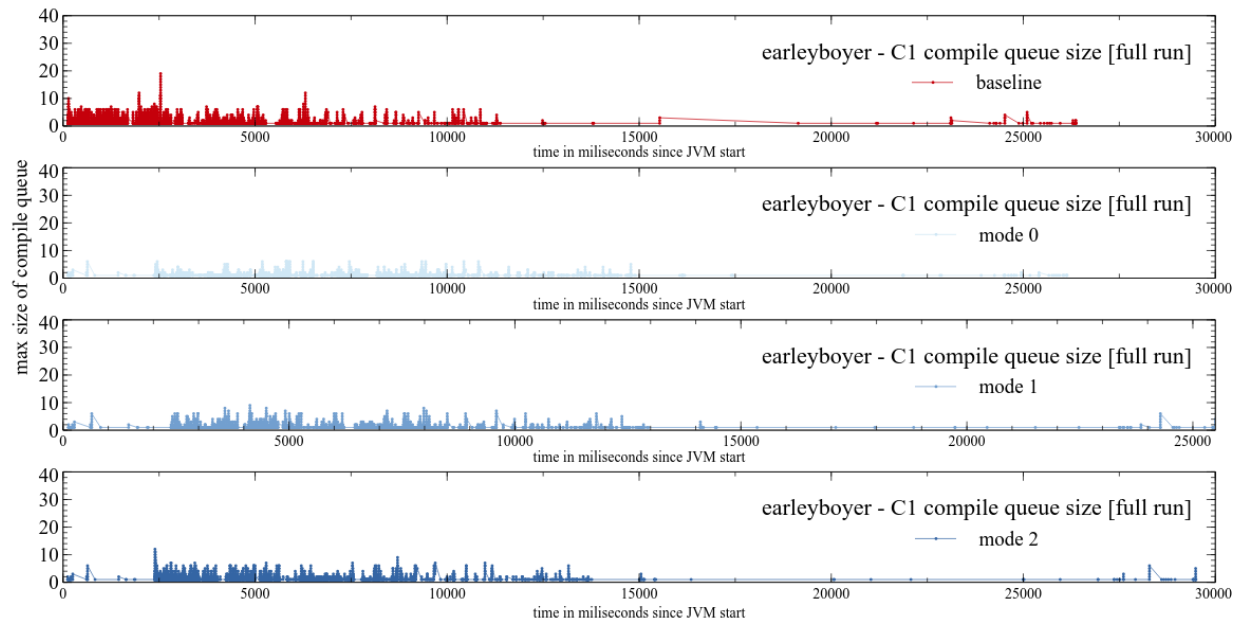 40
30
20
10
0
earleyboyer - C1 compile queue size [full run]
baseline
0 5000 10000 15000 20000 25000 30000
time in miliseconds since JVM start
max size of compile queue
40
30
20
10
0
earleyboyer - C1 compile queue size [full run]
mode 0
0 5000 10000 15000 20000 25000 30000
time in miliseconds since JVM start
40
30
20
10
0
earleyboyer - C1 compile queue size [full run]
mode 1
0 5000 10000 15000 20000 25000
time in miliseconds since JVM start
40
30
20
10
0
earleyboyer - C1 compile queue size [full run]
mode 2
0 5000 10000 15000 20000 25000 30000
time in miliseconds since JVM start